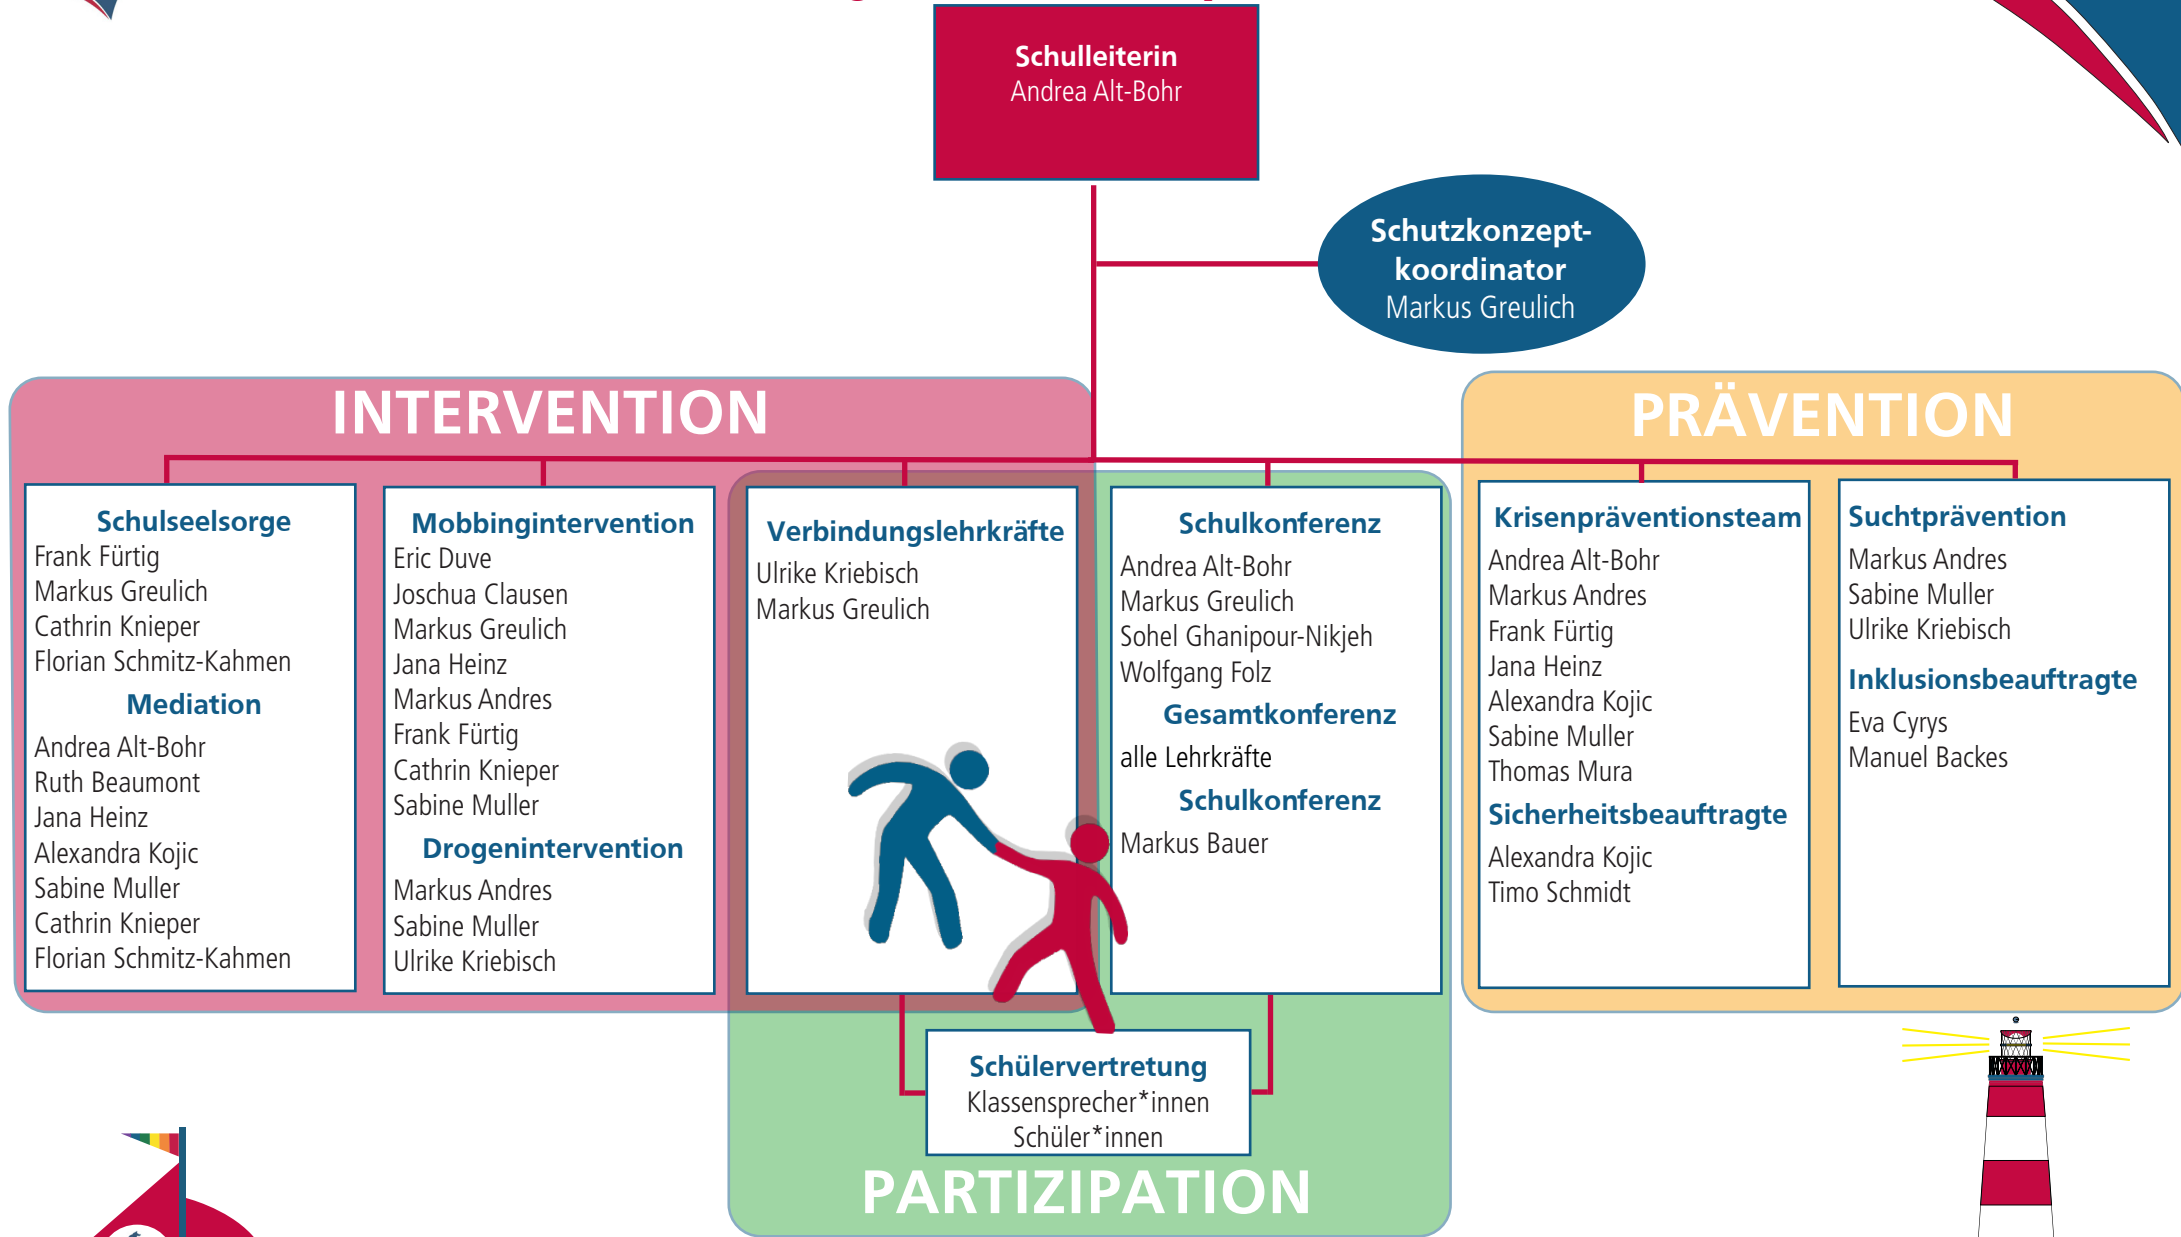 Schulleiterin
Andrea Alt-Bohr
Schutzkonzept-
koordinator
Markus Greulich
INTERVENTION
PRÄVENTION
Schulseelsorge
Frank Fürtig
Markus Greulich
Cathrin Knieper
Florian Schmitz-Kahmen
Mediation
Andrea Alt-Bohr
Ruth Beaumont
Jana Heinz
Alexandra Kojic
Sabine Muller
Cathrin Knieper
Florian Schmitz-Kahmen
Mobbingintervention
Eric Duve
Joschua Clausen
Markus Greulich
Jana Heinz
Markus Andres
Frank Fürtig
Cathrin Knieper
Sabine Muller
Drogenintervention
Markus Andres
Sabine Muller
Ulrike Kriebisch
Verbindungslehrkräfte
Ulrike Kriebisch
Markus Greulich
Schulkonferenz
Andrea Alt-Bohr
Markus Greulich
Sohel Ghanipour-Nikjeh
Wolfgang Folz
Gesamtkonferenz
alle Lehrkräfte
Schulkonferenz
Markus Bauer
Krisenpräventionsteam
Andrea Alt-Bohr
Markus Andres
Frank Fürtig
Jana Heinz
Alexandra Kojic
Sabine Muller
Thomas Mura
Sicherheitsbeauftragte
Alexandra Kojic
Timo Schmidt
Suchtprävention
Markus Andres
Sabine Muller
Ulrike Kriebisch
Inklusionsbeauftragte
Eva Cyrys
Manuel Backes
Schülervertretung
Klassensprecher*innen
Schüler*innen
PARTIZIPATION